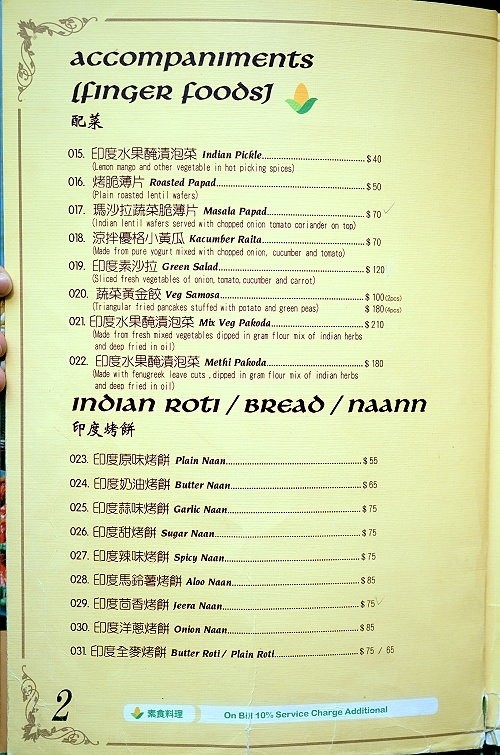 accompaniments
[finger foods]
配菜
015. 印度水果醃漬泡菜 Indian Pickle $ 40
(Lemon mango and other vegetable in hot picking spices)
016. 烤脆薄片 Roasted Papad $ 50
(Plain roasted lentil wafers)
017. 瑪沙拉蔬菜脆薄片 Masala Papad $ 70
(Indian lentil wafers served with chopped onion tomato coriander on top)
018. 涼拌優格小黃瓜 Kacumber Raita $ 70
(Made from pure yogurt mixed with chopped onion, cucumber and tomato)
019. 印度素沙拉 Green Salad $ 120
(Sliced fresh vegetables of onion, tomato, cucumber and carrot)
020. 蔬菜黃金餃 Veg Samosa $ 100(2pcs)
(Triangular fried pancakes stuffed with potato and green peas) $ 180(4pcs)
021. 印度水果醃漬泡菜 Mix Veg Pakoda $ 210
(Made from fresh mixed vegetables dipped in gram flour mix of indian herbs
and deep fried in oil)
022. 印度水果醃漬泡菜 Methi Pakoda $ 180
(Made with fenugreek leave cuts , dipped in gram flour mix of indian herbs
and deep fried in oil)
indian roti / bread / naann
印度烤餅
023. 印度原味烤餅 Plain Naan $ 55
024. 印度奶油烤餅 Butter Naan $ 65
025. 印度蒜味烤餅 Garlic Naan $ 75
026. 印度甜烤餅 Sugar Naan $ 75
027. 印度辣味烤餅 Spicy Naan $ 75
028. 印度馬鈴薯烤餅 Aloo Naan $ 85
029. 印度茴香烤餅 Jeera Naan $ 75
030. 印度洋蔥烤餅 Onion Naan $ 85
031. 印度全麥烤餅 Butter Roti / Plain Roti $ 75 / 65
2
素食料理
On Bill 10% Service Charge Additional